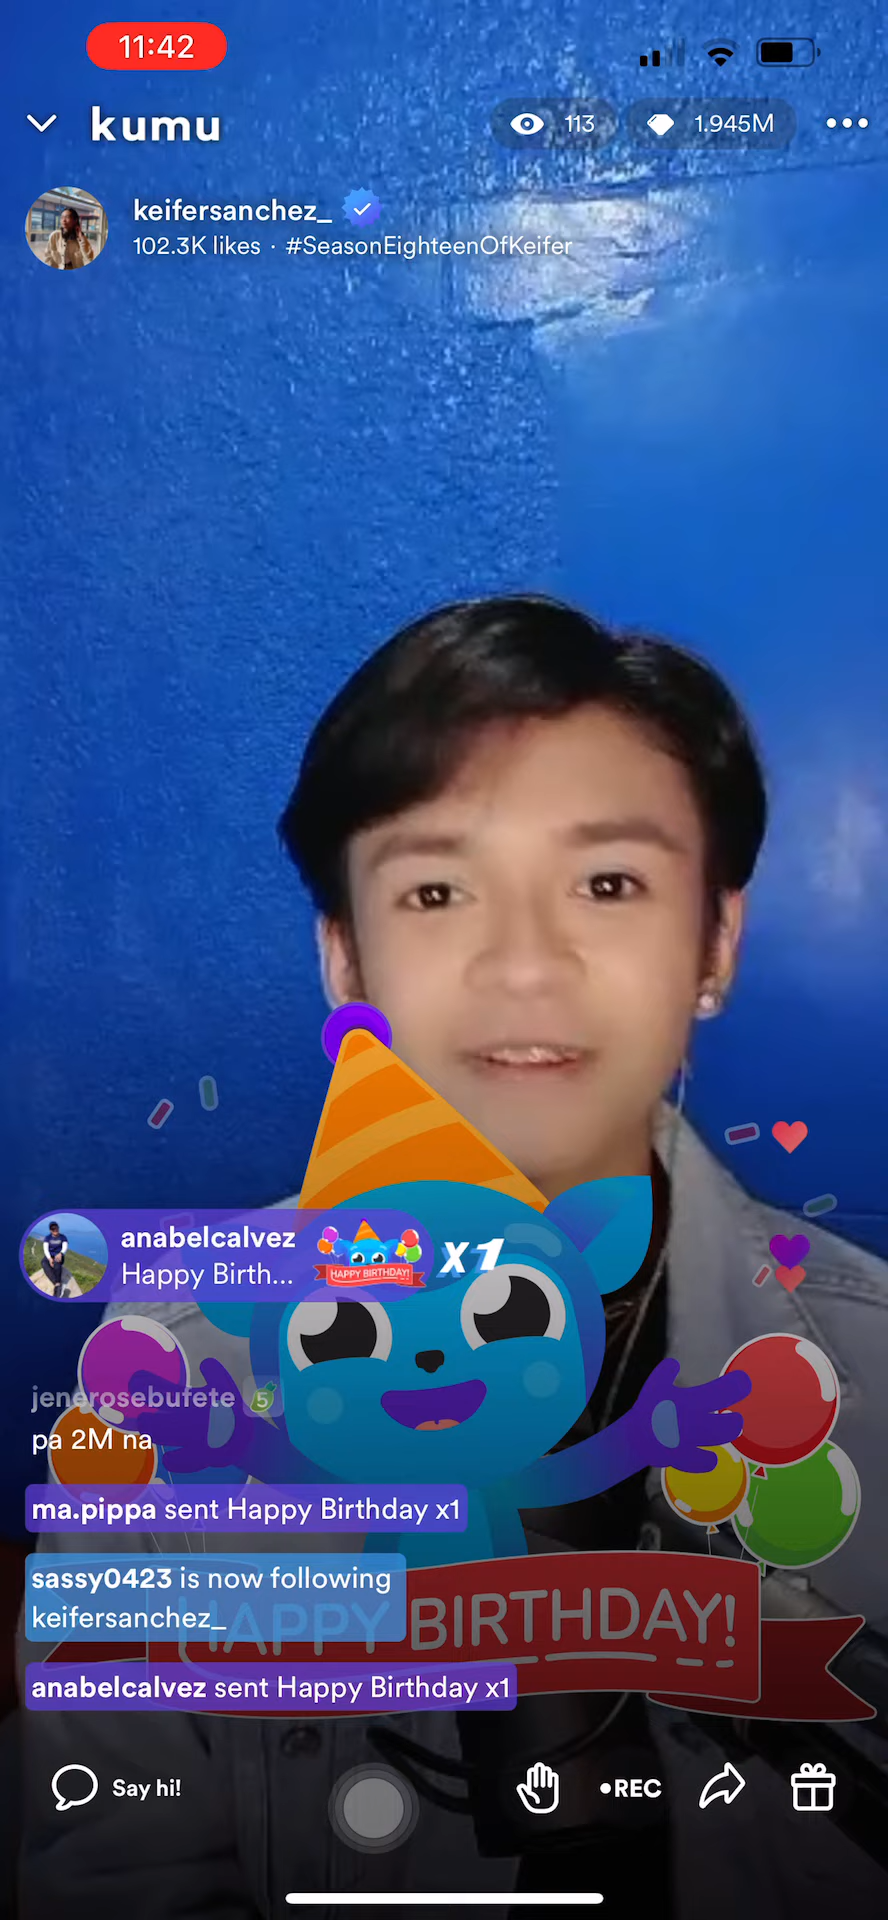 11:42
kumu
113
1.945M
keifersanchez_
102.3K likes · #SeasonEighteenOfKeifer
anabelcalvez
Happy Birth...
HAPPY BIRTHDAY!
x1
jenerosebufete 5
pa 2M na
ma.pippa sent Happy Birthday x1
sassy0423 is now following
keifersanchez_
HAPPY BIRTHDAY!
anabelcalvez sent Happy Birthday x1
Say hi!
•REC